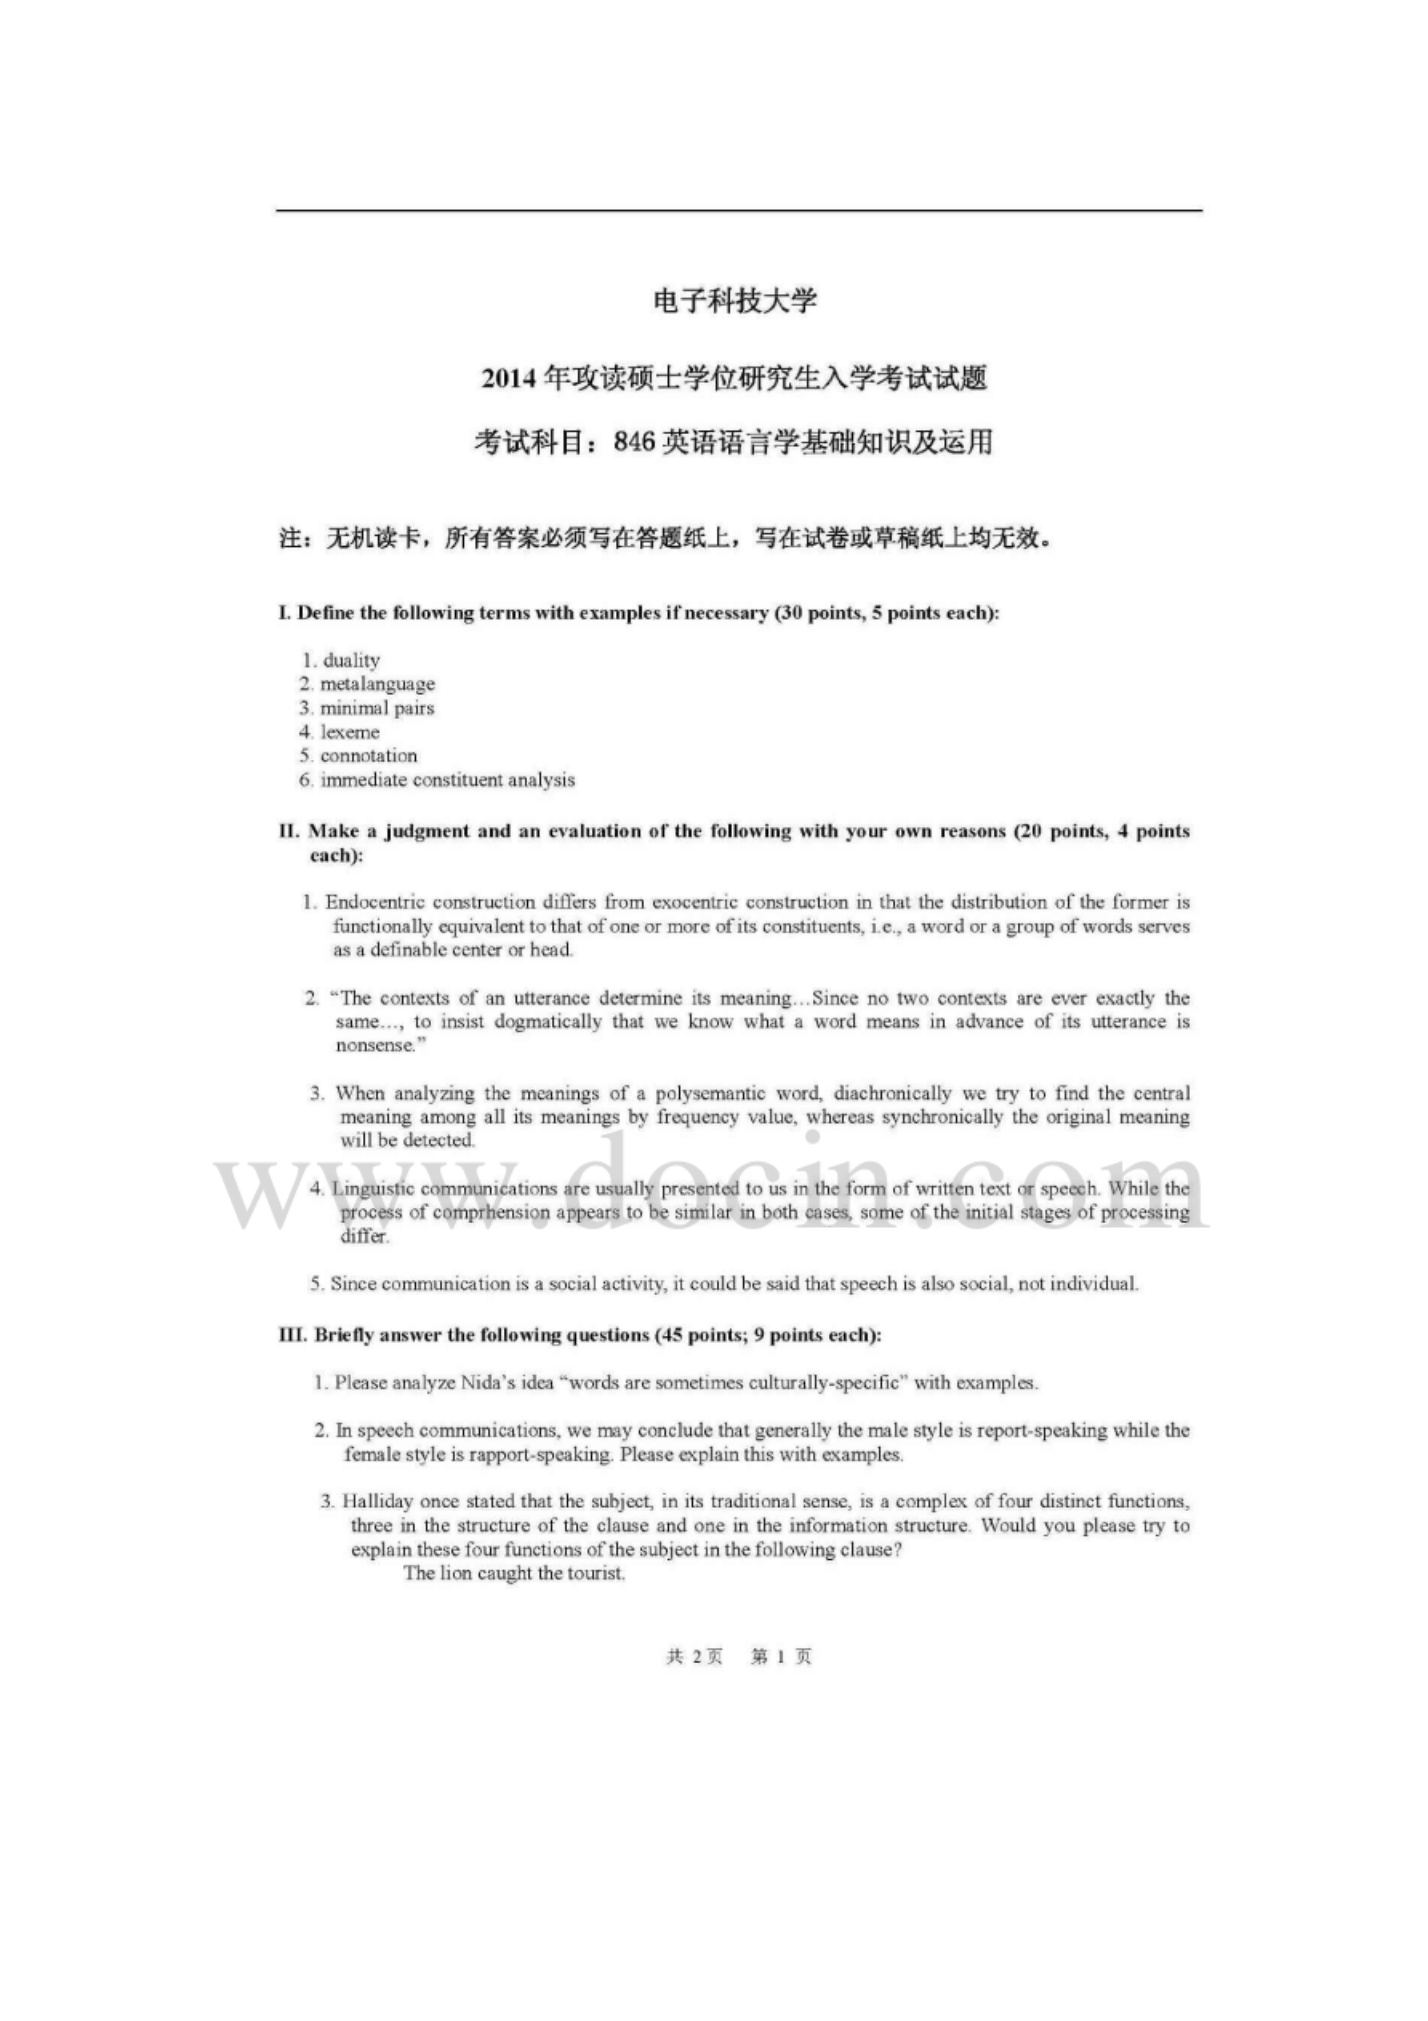 电子科技大学
2014 年攻读硕士学位研究生入学考试试题
考试科目：846 英语语言学基础知识及运用
注：无机读卡，所有答案必须写在答题纸上，写在试卷或草稿纸上均无效。
I. Define the following terms with examples if necessary (30 points, 5 points each):
1. duality
2. metalanguage
3. minimal pairs
4. lexeme
5. connotation
6. immediate constituent analysis
II. Make a judgment and an evaluation of the following with your own reasons (20 points, 4 points
each):
1. Endocentric construction differs from exocentric construction in that the distribution of the former is
functionally equivalent to that of one or more of its constituents, i.e., a word or a group of words serves
as a definable center or head.
2. “The contexts of an utterance determine its meaning...Since no two contexts are ever exactly the
same..., to insist dogmatically that we know what a word means in advance of its utterance is
nonsense.”
3. When analyzing the meanings of a polysemantic word, diachronically we try to find the central
meaning among all its meanings by frequency value, whereas synchronically the original meaning
will be detected.
www.docin.com
4. Linguistic communications are usually presented to us in the form of written text or speech. While the
process of comprhension appears to be similar in both cases, some of the initial stages of processing
differ.
5. Since communication is a social activity, it could be said that speech is also social, not individual.
III. Briefly answer the following questions (45 points; 9 points each):
1. Please analyze Nida’s idea “words are sometimes culturally-specific” with examples.
2. In speech communications, we may conclude that generally the male style is report-speaking while the
female style is rapport-speaking. Please explain this with examples.
3. Halliday once stated that the subject, in its traditional sense, is a complex of four distinct functions,
three in the structure of the clause and one in the information structure. Would you please try to
explain these four functions of the subject in the following clause?
The lion caught the tourist.
共 2 页 第 1 页